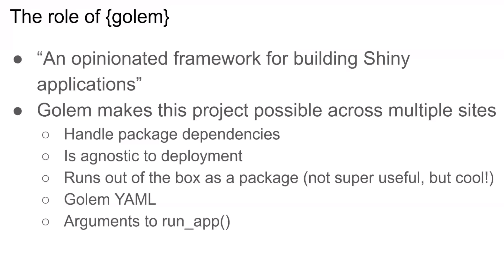 The role of {golem}
● “An opinionated framework for building Shiny
applications”
● Golem makes this project possible across multiple sites
○ Handle package dependencies
○ Is agnostic to deployment
○ Runs out of the box as a package (not super useful, but cool!)
○ Golem YAML
○ Arguments to run_app()